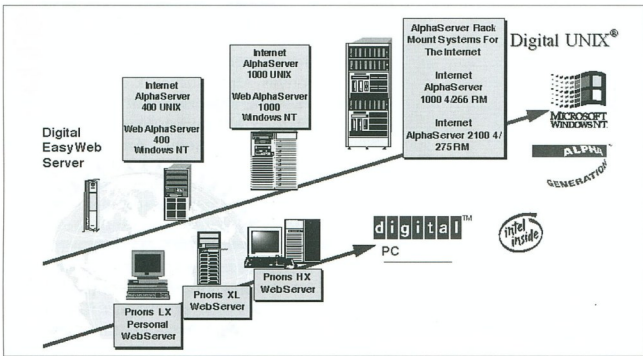 Internet
AlphaServer
400 UNIX
Web AlphaServer
400
Windows NT
Internet
AlphaServer
1000 UNIX
Web AlphaServer
1000
Windows NT
AlphaServer Rack
Mount Systems For
The Internet
Internet
AlphaServer
1000 4/266 RM
Internet
AlphaServer 2100 4/
275 RM
Digital UNIX®
MICROSOFT
WINDOWS NT
ALPHA
GENERATION
Digital
EasyWeb
Server
digital™
PC
intel
inside
Prioris LX
Personal
WebServer
Prioris XL
WebServer
Prioris HX
WebServer